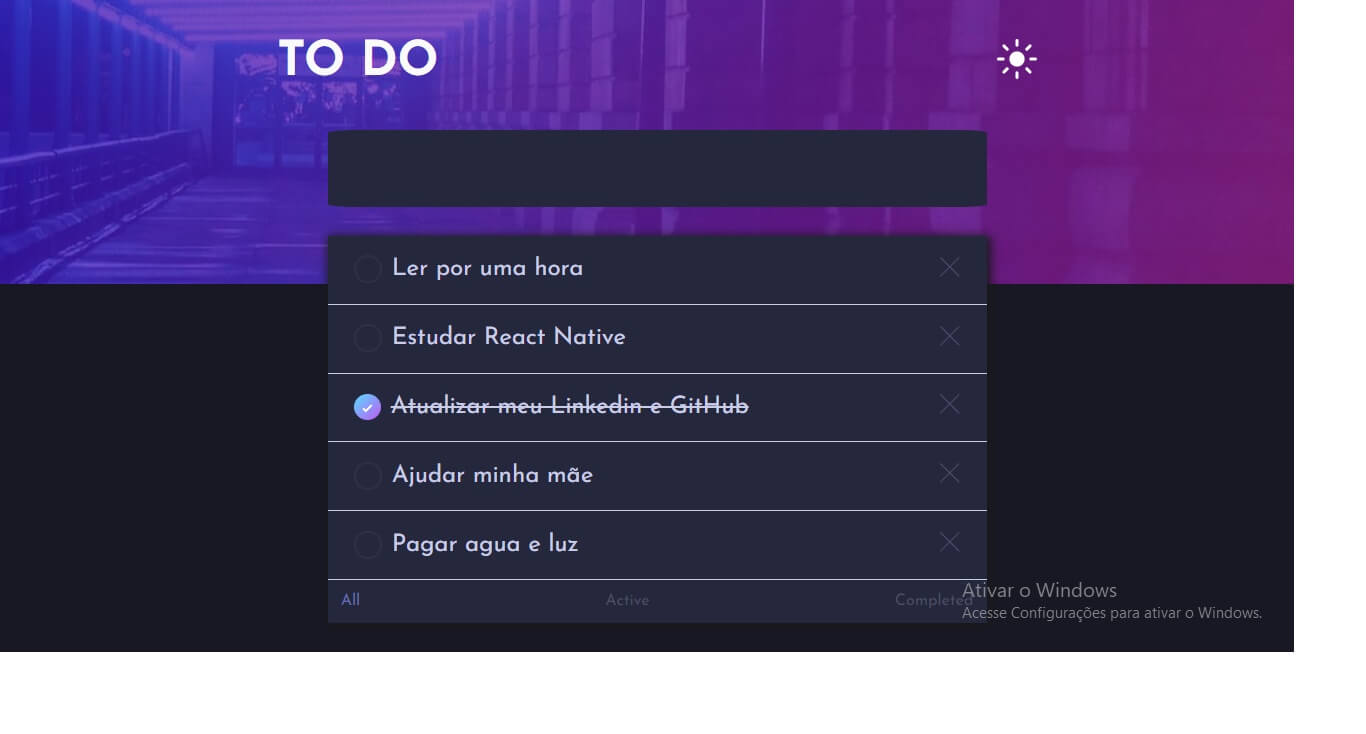 TO DO
Ler por uma hora
Estudar React Native
Atualizar meu Linkedin e GitHub
Ajudar minha mãe
Pagar agua e luz
All Active Completed
Ativar o Windows
Acesse Configurações para ativar o Windows.